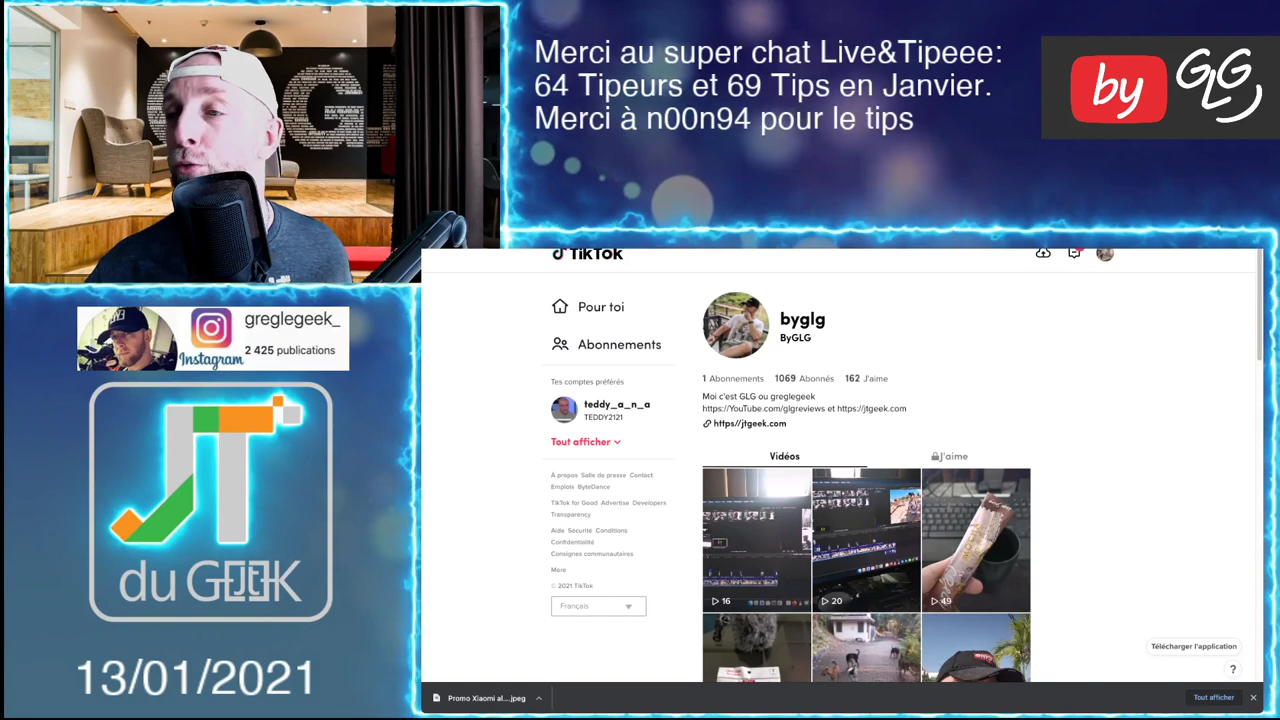 Merci au super chat Live&Tipeee:
64 Tipeurs et 69 Tips en Janvier.
Merci à n00n94 pour le tips
by GLG
greglegeek_
Instagram
2 425 publications
JT
du GEEK
13/01/2021
TikTok
Pour toi
Abonnements
Tes comptes préférés
teddy_a_n_a
TEDDY2121
Tout afficher
À propos Salle de presse Contact
Emplois ByteDance
TikTok for Good Advertise Developers
Transparency
Aide Sécurité Conditions
Confidentialité
Consignes communautaires
More
© 2021 TikTok
Français
byglg
ByGLG
1 Abonnements 1069 Abonnés 162 J'aime
Moi c'est GLG ou greglegeek
https://YouTube.com/glgreviews et https://jtgeek.com
https//jtgeek.com
Vidéos
J'aime
16
20
49
Télécharger l'application
?
Promo Xiaomi al....jpeg
Tout afficher